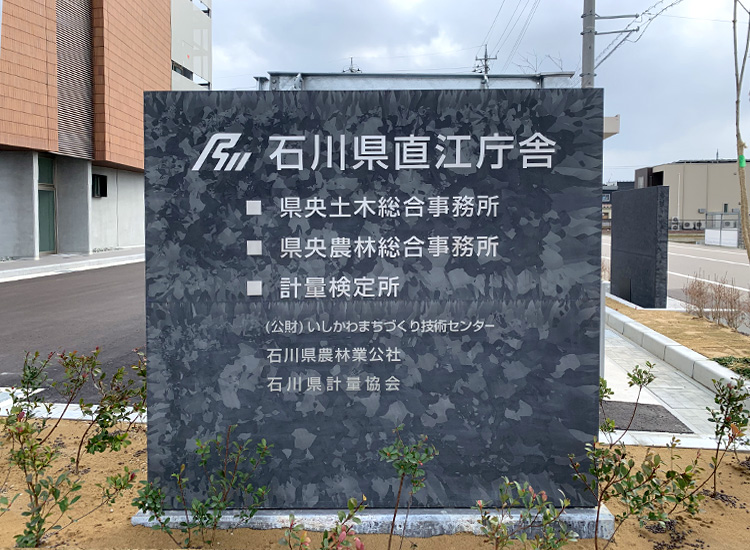 石川県直江庁舎
■ 県央土木総合事務所
■ 県央農林総合事務所
■ 計量検定所
(公財) いしかわまちづくり技術センター
石川県農林業公社
石川県計量協会